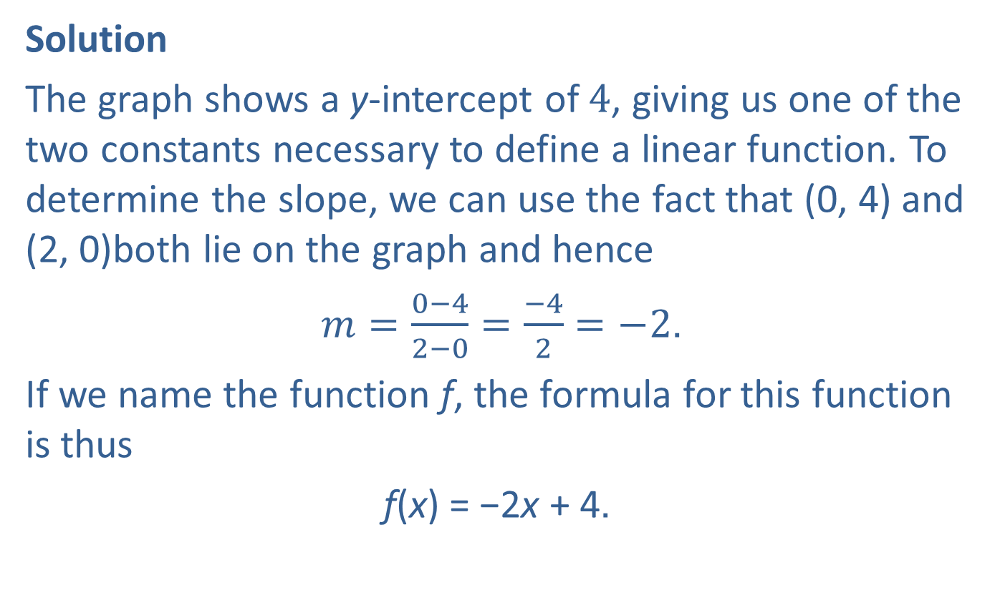 Solution
The graph shows a y-intercept of 4, giving us one of the
two constants necessary to define a linear function. To
determine the slope, we can use the fact that (0, 4) and
(2, 0)both lie on the graph and hence
m = \frac{0−4}{2−0} = \frac{−4}{2} = −2.
If we name the function f, the formula for this function
is thus
f(x) = −2x + 4.